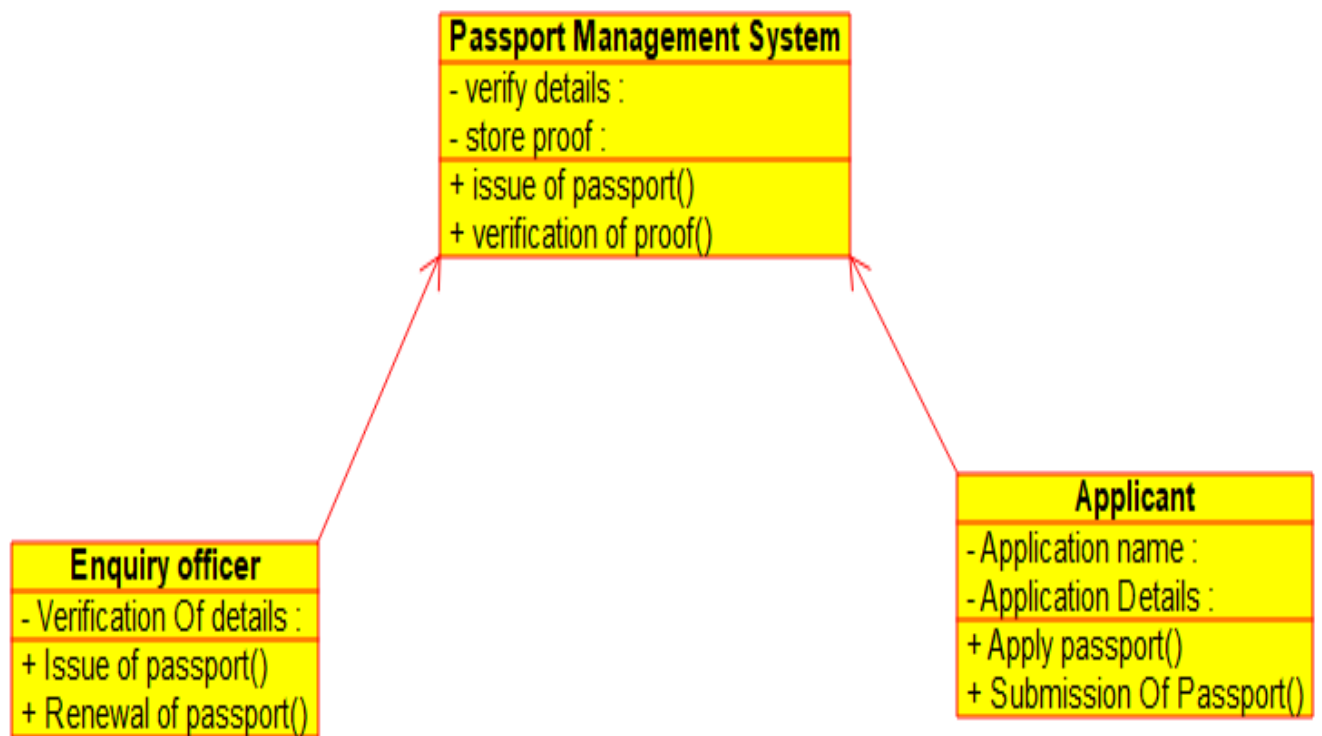 Passport Management System
- verify details :
- store proof :
+ issue of passport()
+ verification of proof()
Enquiry officer
- Verification Of details :
+ Issue of passport()
+ Renewal of passport()
Applicant
- Application name :
- Application Details :
+ Apply passport()
+ Submission Of Passport()